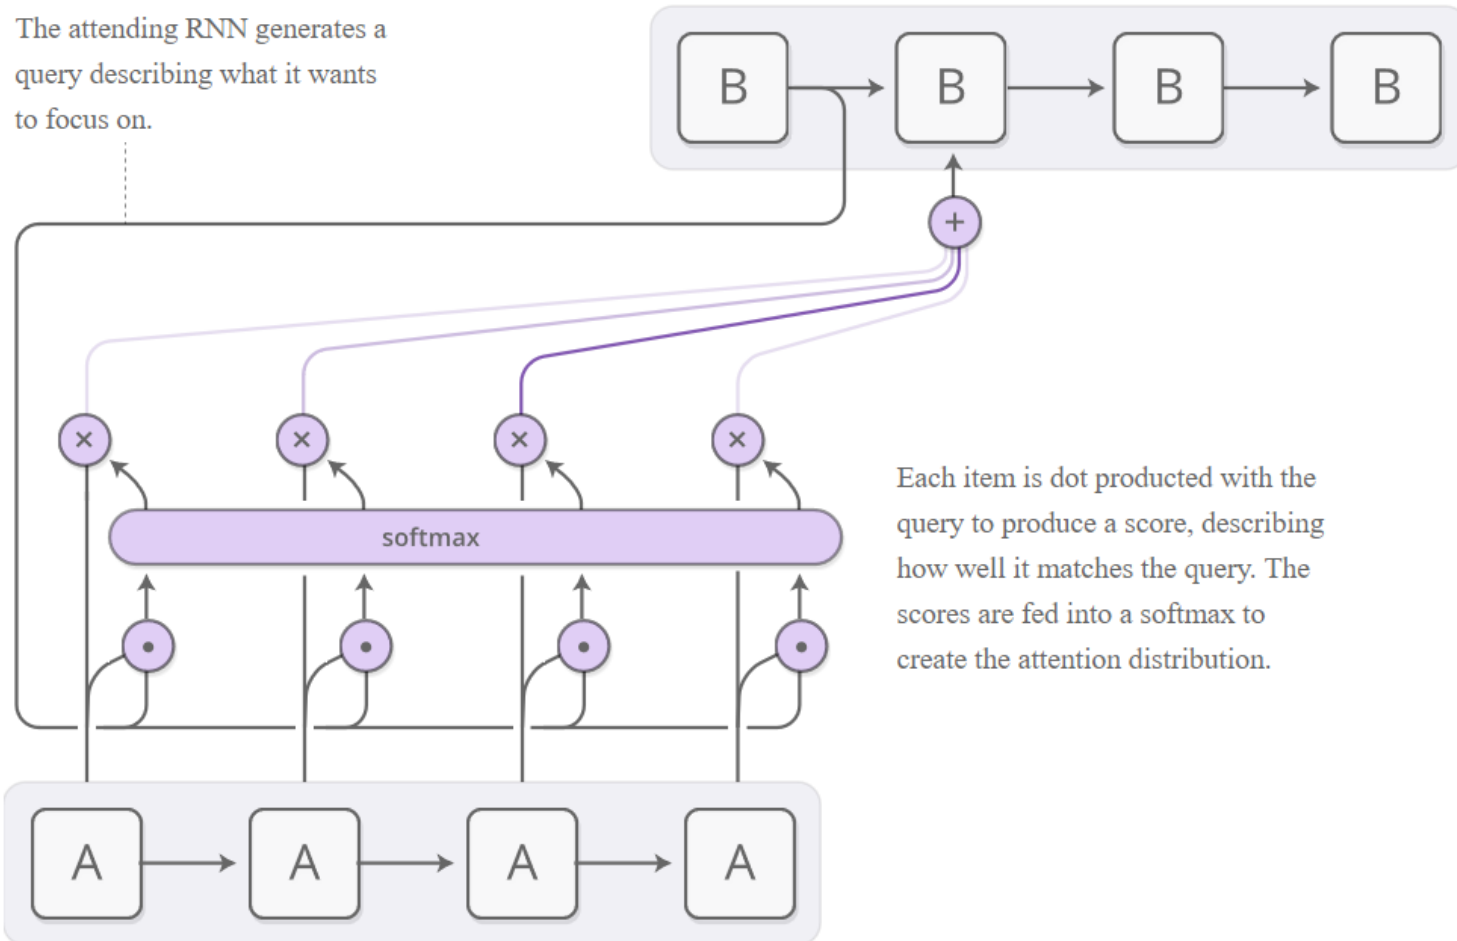 The attending RNN generates a
query describing what it wants
to focus on.
B B B B
+
× × × ×
softmax
Each item is dot producted with the
query to produce a score, describing
how well it matches the query. The
scores are fed into a softmax to
create the attention distribution.
• • • •
A A A A